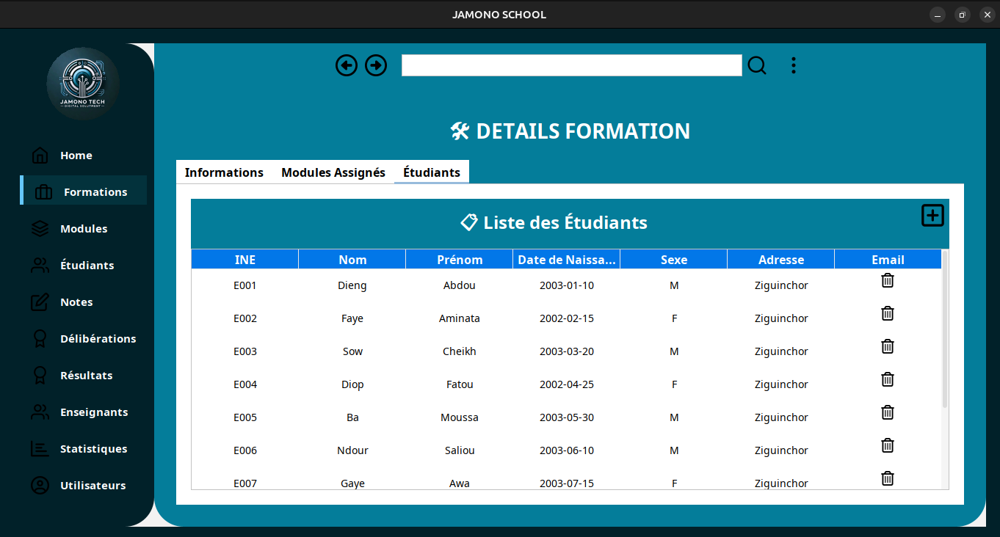 JAMONO SCHOOL
JAMONO TECH
DIGITAL SOLUTMENT
Home
Formations
Modules
Étudiants
Notes
Délibérations
Résultats
Enseignants
Statistiques
Utilisateurs
DETAILS FORMATION
Informations Modules Assignés Étudiants
Liste des Étudiants
INE Nom Prénom Date de Naissa... Sexe Adresse Email
E001 Dieng Abdou 2003-01-10 M Ziguinchor
E002 Faye Aminata 2002-02-15 F Ziguinchor
E003 Sow Cheikh 2003-03-20 M Ziguinchor
E004 Diop Fatou 2002-04-25 F Ziguinchor
E005 Ba Moussa 2003-05-30 M Ziguinchor
E006 Ndour Saliou 2003-06-10 M Ziguinchor
E007 Gaye Awa 2003-07-15 F Ziguinchor